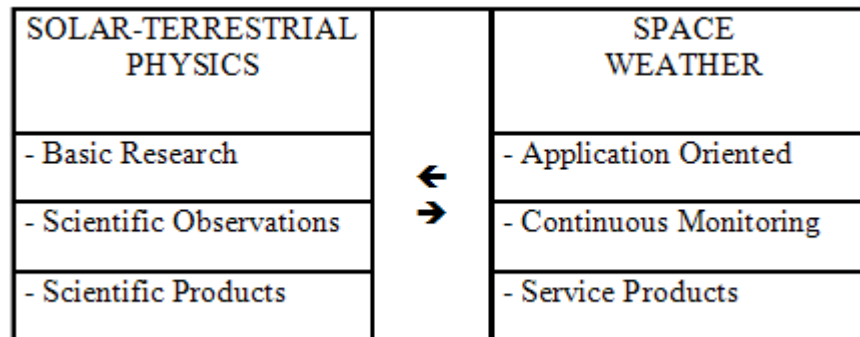 SOLAR-TERRESTRIAL
PHYSICS
- Basic Research
- Scientific Observations
- Scientific Products
←
→
SPACE
WEATHER
- Application Oriented
- Continuous Monitoring
- Service Products